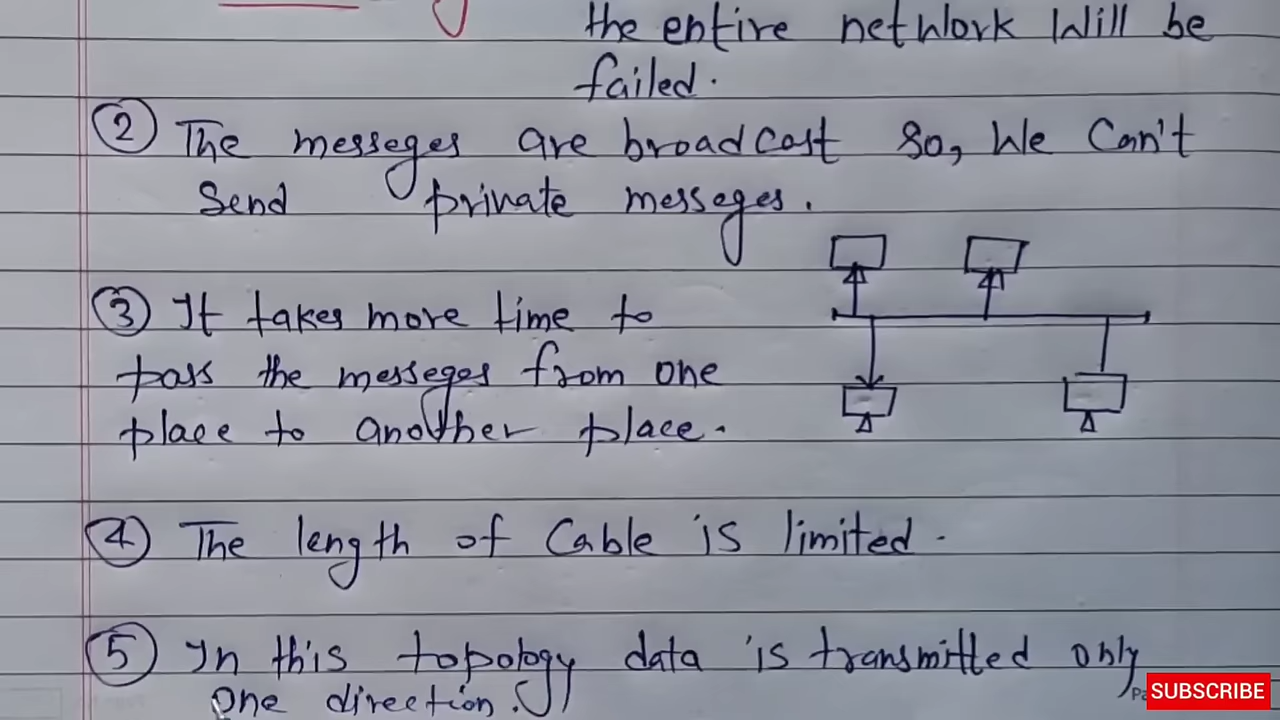 the entire network will be
failed.
② The messeges are broadcast so, we can't
send private messeges.
③ It takes more time to
pass the messeges from one
place to another place.
④ The length of Cable is limited.
⑤ In this topology data is transmitted only
one direction.
SUBSCRIBE